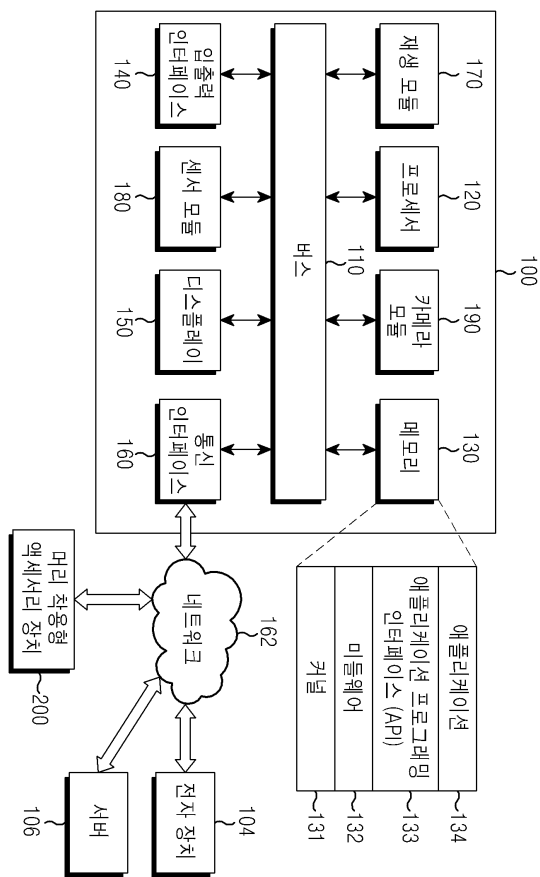 100
재생 모듈
170
프로세서
120
카메라
모듈
190
메모리
130
버스
110
입출력
인터페이스
140
센서 모듈
180
디스플레이
150
통신
인터페이스
160
애플리케이션
134
애플리케이션 프로그래밍
인터페이스 (API)
133
미들웨어
132
커널
131
네트워크
162
머리 착용형
액세서리 장치
200
전자 장치
104
서버
106